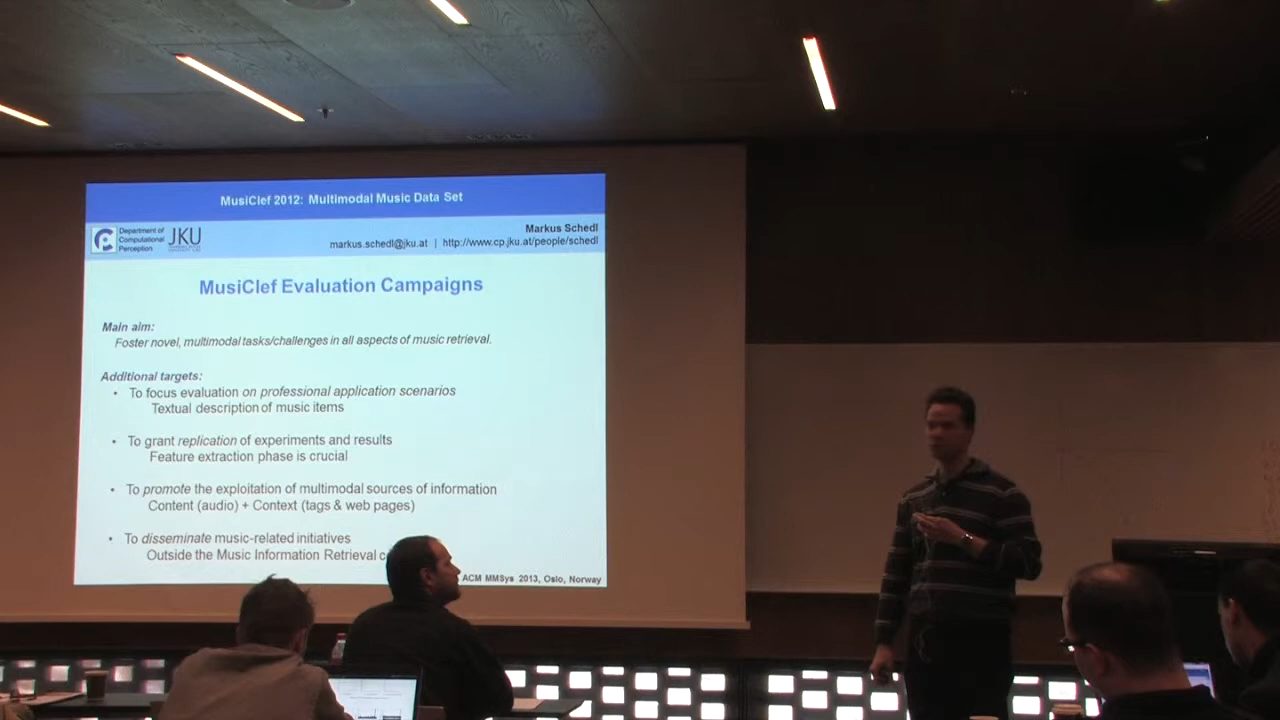 MusiClef 2012: Multimodal Music Data Set
Department of
Computational
Perception
JKU
Markus Schedl
markus.schedl@jku.at | http://www.cp.jku.at/people/schedl
MusiClef Evaluation Campaigns
Main aim:
Foster novel, multimodal tasks/challenges in all aspects of music retrieval.
Additional targets:
• To focus evaluation on professional application scenarios
Textual description of music items
• To grant replication of experiments and results
Feature extraction phase is crucial
• To promote the exploitation of multimodal sources of information
Content (audio) + Context (tags & web pages)
• To disseminate music-related initiatives
Outside the Music Information Retrieval
ACM MMSys 2013, Oslo, Norway